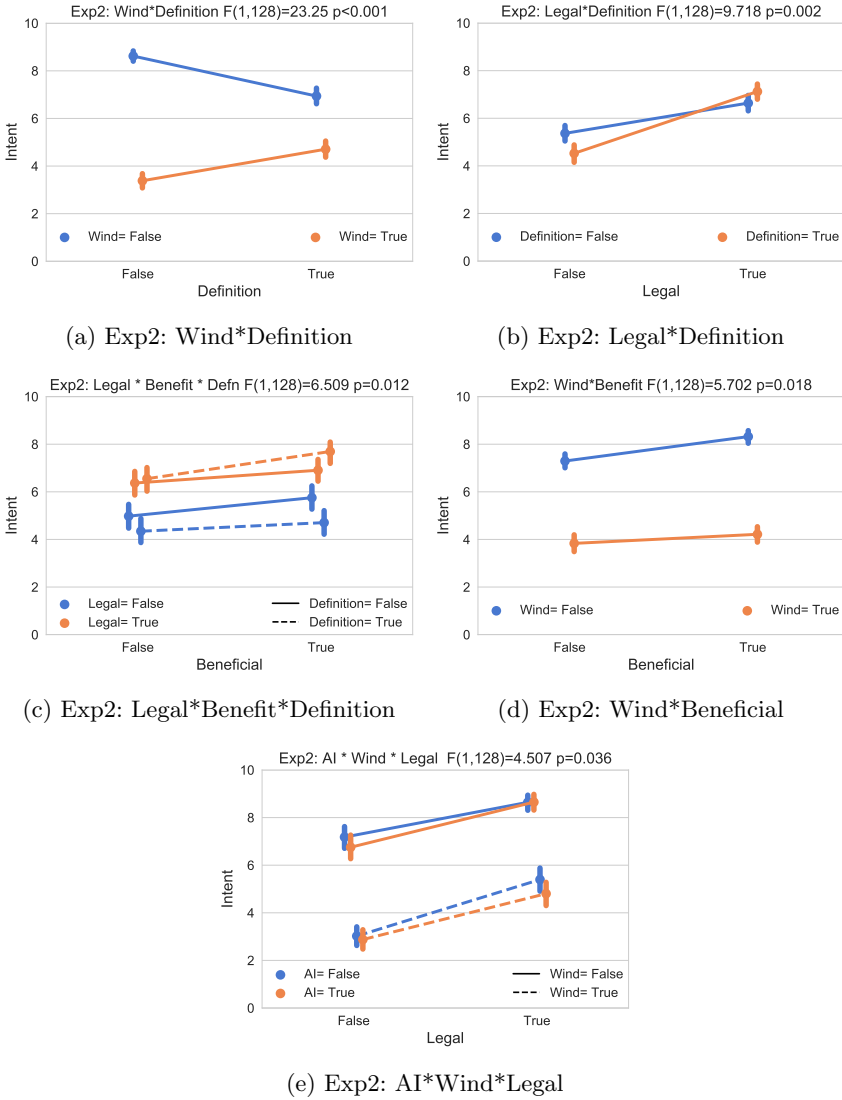 Exp2: Wind*Definition F(1,128)=23.25 p<0.001
10
8
6
4
2
0
Intent
Wind= False
Wind= True
False
True
Definition
(a) Exp2: Wind*Definition
Exp2: Legal*Definition F(1,128)=9.718 p=0.002
10
8
6
4
2
0
Intent
Definition= False
Definition= True
False
True
Legal
(b) Exp2: Legal*Definition
Exp2: Legal * Benefit * Defn F(1,128)=6.509 p=0.012
10
8
6
4
2
0
Intent
Legal= False
Legal= True
Definition= False
Definition= True
False
True
Beneficial
(c) Exp2: Legal*Benefit*Definition
Exp2: Wind*Benefit F(1,128)=5.702 p=0.018
10
8
6
4
2
0
Intent
Wind= False
Wind= True
False
True
Beneficial
(d) Exp2: Wind*Beneficial
Exp2: AI * Wind * Legal F(1,128)=4.507 p=0.036
10
8
6
4
2
0
Intent
AI= False
AI= True
Wind= False
Wind= True
False
True
Legal
(e) Exp2: AI*Wind*Legal